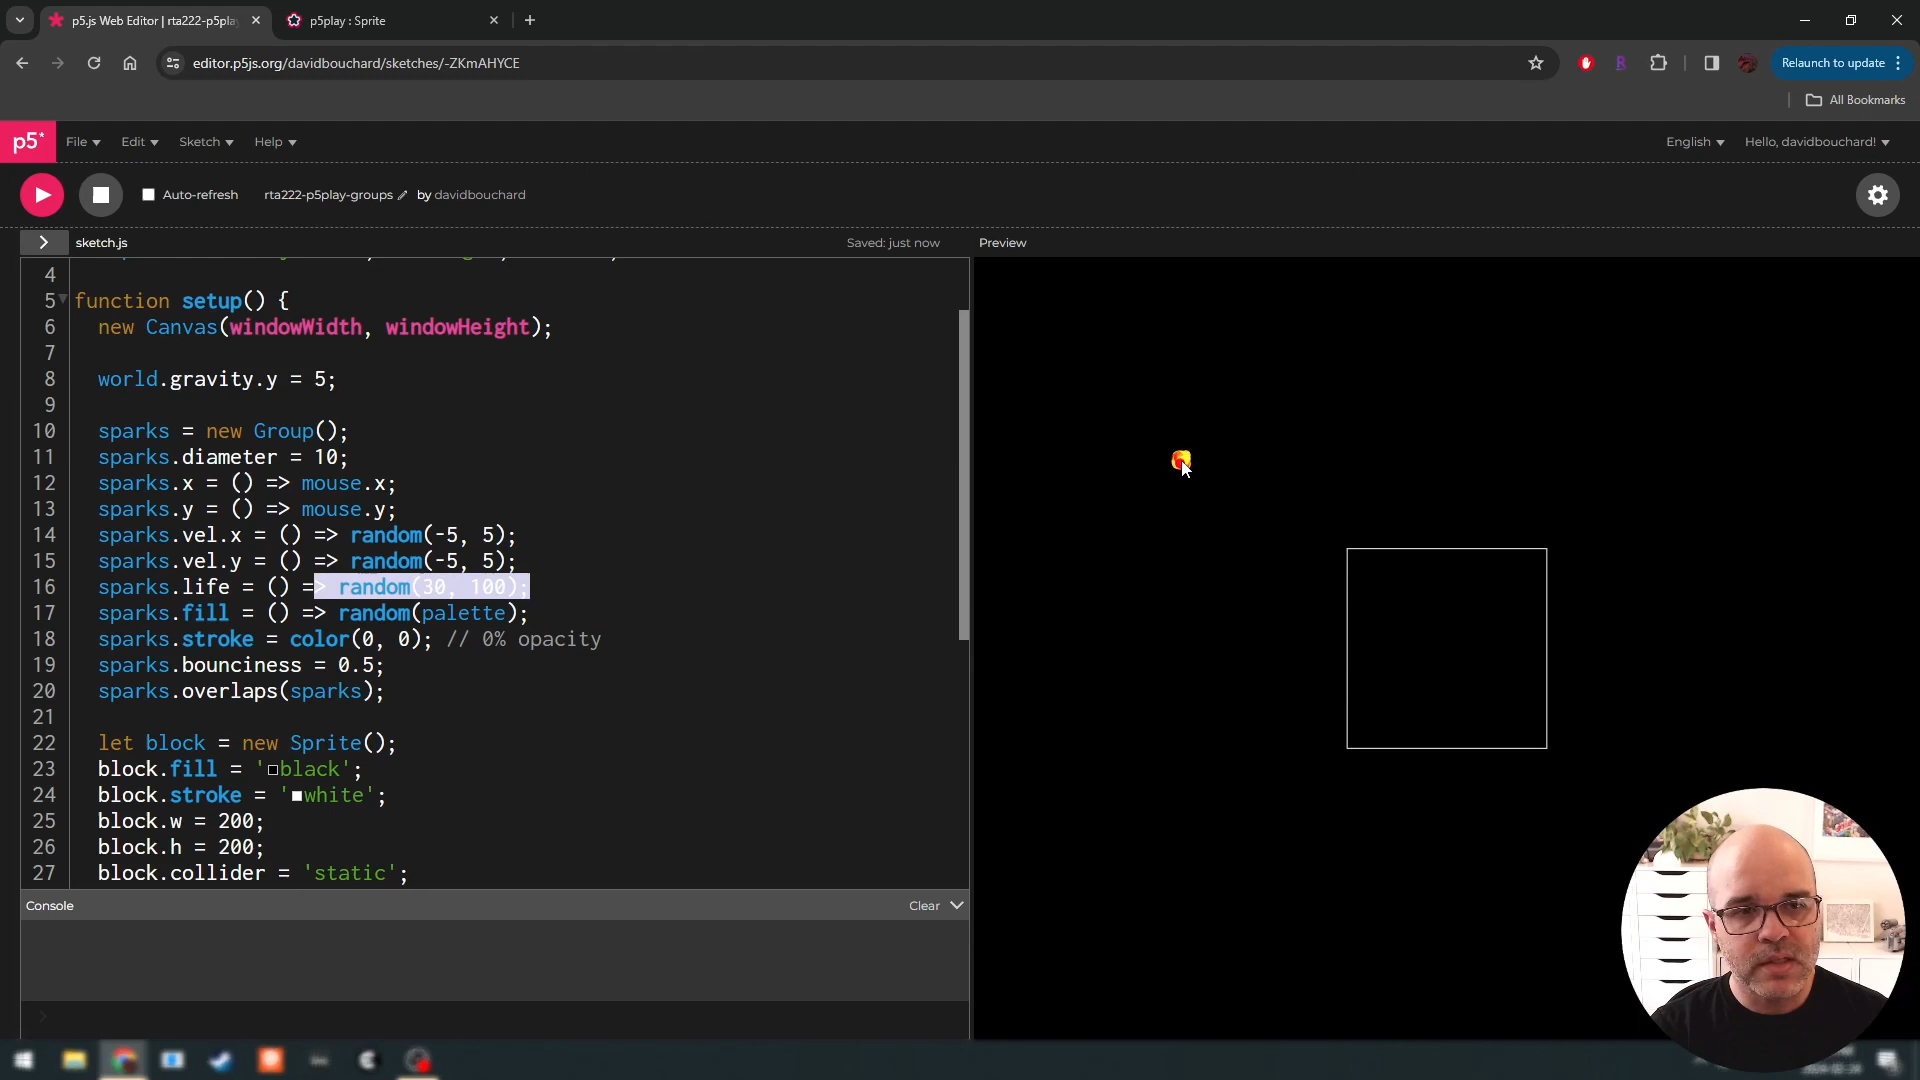 p5.js Web Editor | rta222-p5pla
p5play : Sprite
editor.p5js.org/davidbouchard/sketches/-ZKmAHYCE
Relaunch to update
All Bookmarks
p5*
File
Edit
Sketch
Help
English
Hello, davidbouchard!
Auto-refresh
rta222-p5play-groups
by davidbouchard
sketch.js
Saved: just now
Preview
4
5 function setup() {
6 new Canvas(windowWidth, windowHeight);
7
8 world.gravity.y = 5;
9
10 sparks = new Group();
11 sparks.diameter = 10;
12 sparks.x = () => mouse.x;
13 sparks.y = () => mouse.y;
14 sparks.vel.x = () => random(-5, 5);
15 sparks.vel.y = () => random(-5, 5);
16 sparks.life = () => random(30, 100);
17 sparks.fill = () => random(palette);
18 sparks.stroke = color(0, 0); // 0% opacity
19 sparks.bounciness = 0.5;
20 sparks.overlaps(sparks);
21
22 let block = new Sprite();
23 block.fill = 'black';
24 block.stroke = 'white';
25 block.w = 200;
26 block.h = 200;
27 block.collider = 'static';
Console
Clear